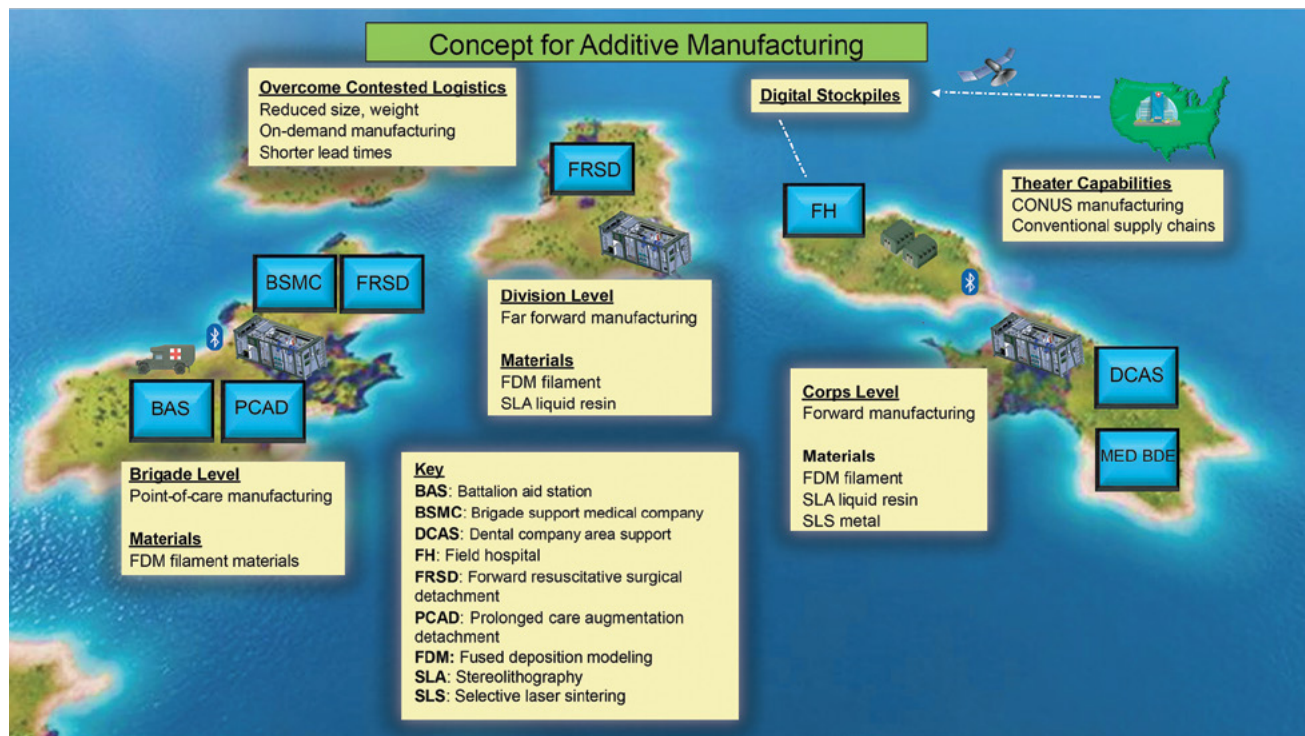 Concept for Additive Manufacturing
Overcome Contested Logistics
Reduced size, weight
On-demand manufacturing
Shorter lead times
Digital Stockpiles
Theater Capabilities
CONUS manufacturing
Conventional supply chains
FRSD
FH
BSMC
FRSD
BAS
PCAD
DCAS
MED BDE
Brigade Level
Point-of-care manufacturing
Materials
FDM filament materials
Division Level
Far forward manufacturing
Materials
FDM filament
SLA liquid resin
Corps Level
Forward manufacturing
Materials
FDM filament
SLA liquid resin
SLS metal
Key
BAS: Battalion aid station
BSMC: Brigade support medical company
DCAS: Dental company area support
FH: Field hospital
FRSD: Forward resuscitative surgical
detachment
PCAD: Prolonged care augmentation
detachment
FDM: Fused deposition modeling
SLA: Stereolithography
SLS: Selective laser sintering